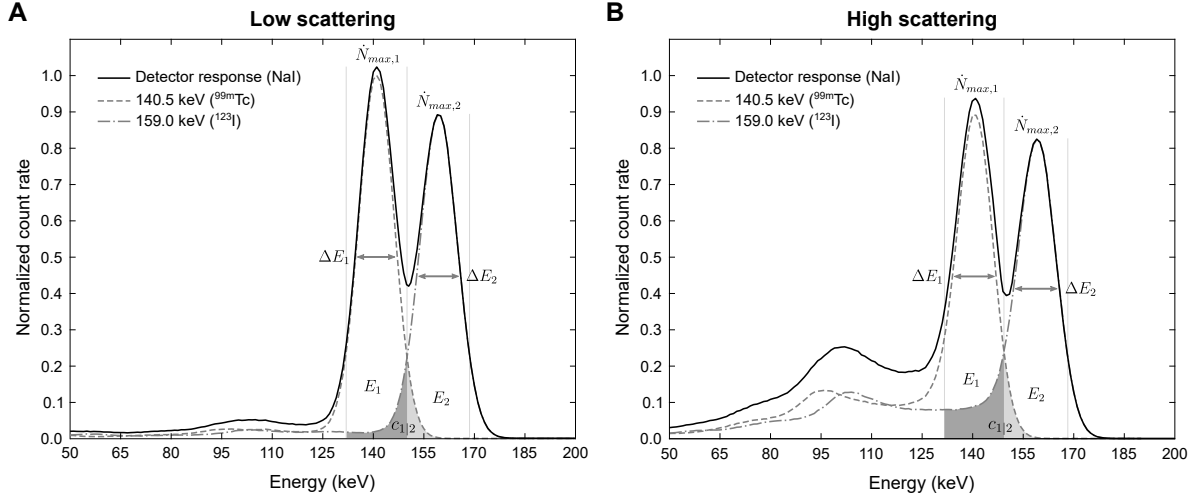 A
Low scattering
Normalized count rate
1.0
0.9
0.8
0.7
0.6
0.5
0.4
0.3
0.2
0.1
0.0
Detector response (NaI)
140.5 keV (⁹⁹ᵐTc)
159.0 keV (¹²³I)
Ṅmax,1
Ṅmax,2
ΔE₁
ΔE₂
E₁
E₂
c₁|₂
50 65 80 95 110 125 140 155 170 185 200
Energy (keV)
B
High scattering
Normalized count rate
1.0
0.9
0.8
0.7
0.6
0.5
0.4
0.3
0.2
0.1
0.0
Detector response (NaI)
140.5 keV (⁹⁹ᵐTc)
159.0 keV (¹²³I)
Ṅmax,1
Ṅmax,2
ΔE₁
ΔE₂
E₁
E₂
c₁|₂
50 65 80 95 110 125 140 155 170 185 200
Energy (keV)